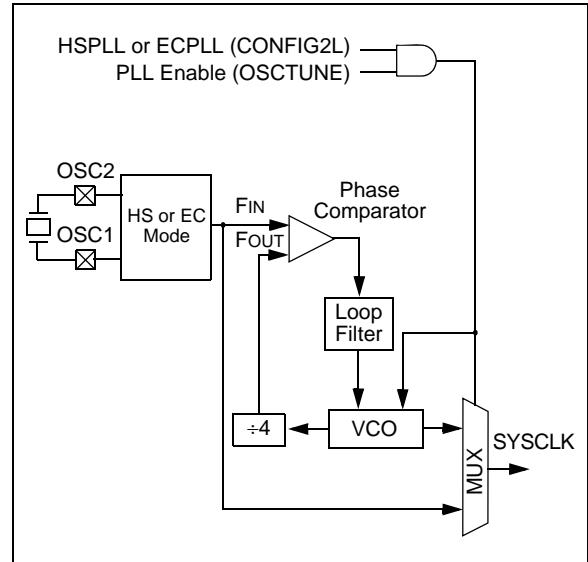 HSPLL or ECPLL (CONFIG2L)
PLL Enable (OSCTUNE)
OSC2
OSC1
HS or EC
Mode
FIN
FOUT
Phase
Comparator
Loop
Filter
÷4
VCO
MUX
SYSCLK